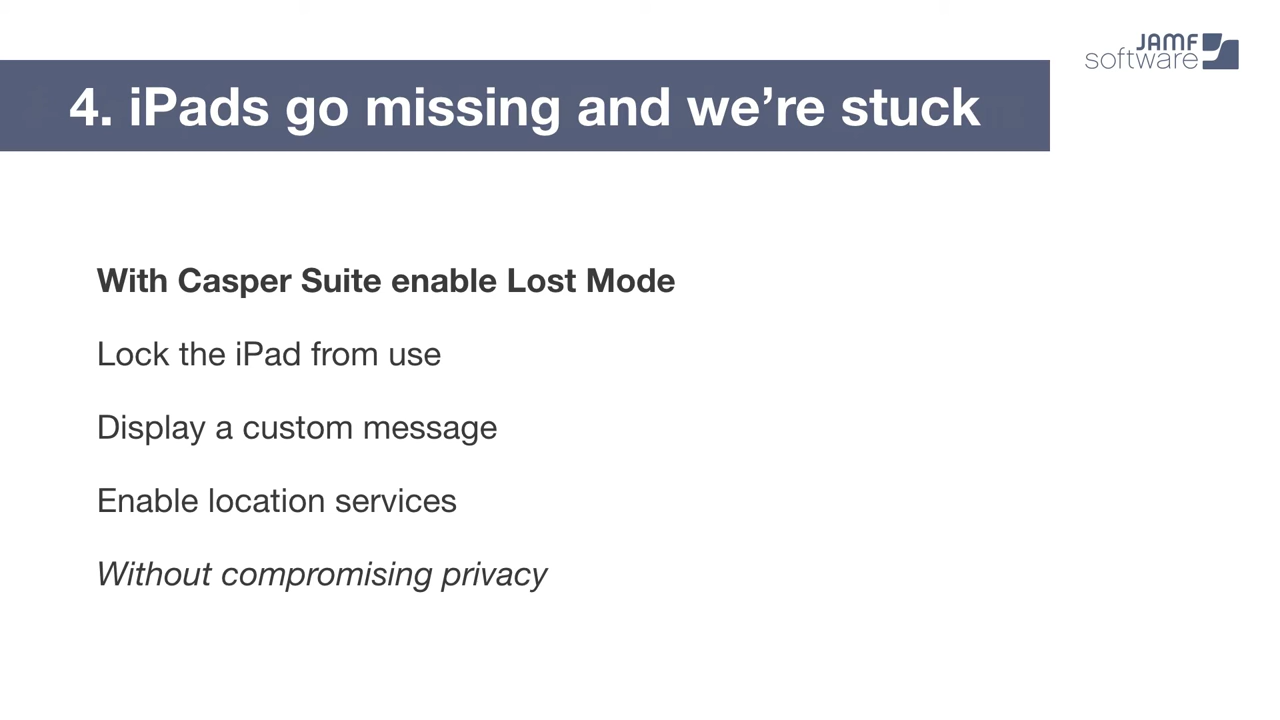 JAMF
software
4. iPads go missing and we’re stuck
With Casper Suite enable Lost Mode
Lock the iPad from use
Display a custom message
Enable location services
Without compromising privacy